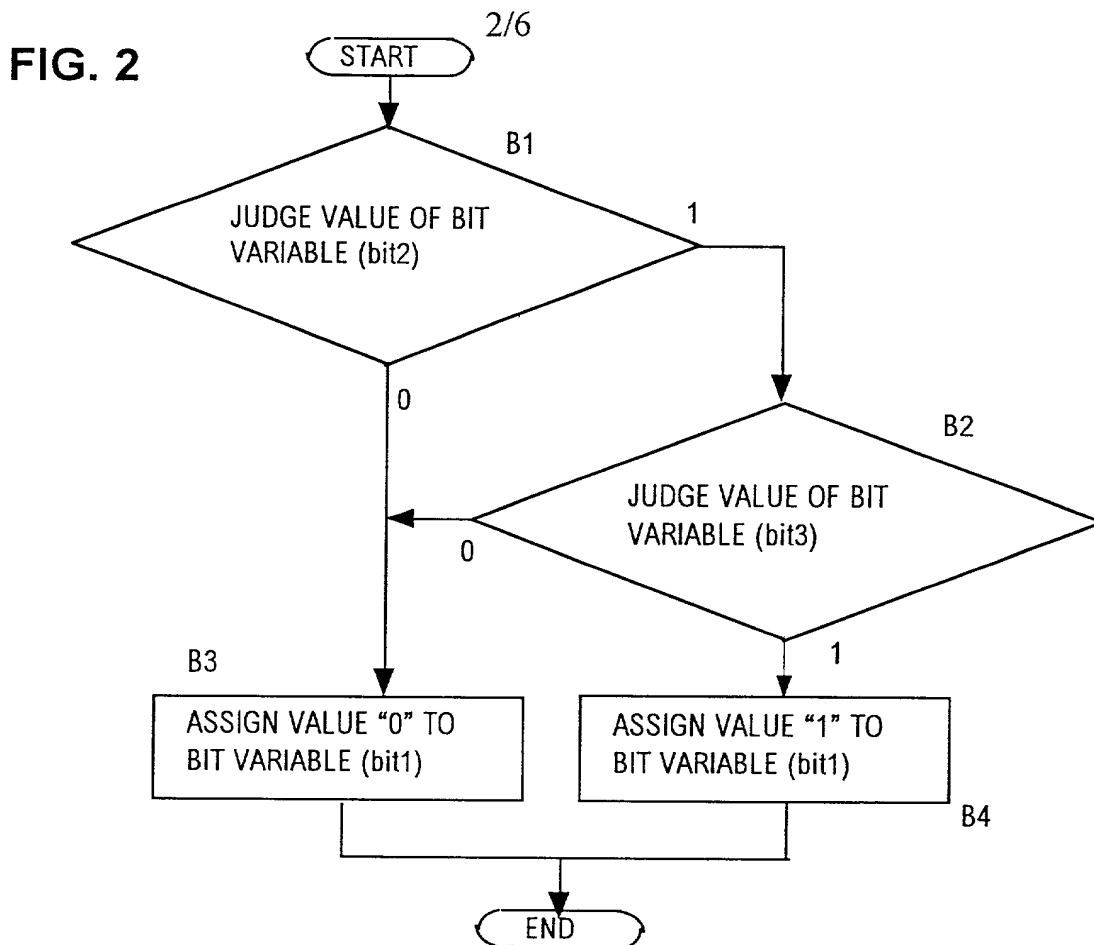 2/6
FIG. 2
START
B1
JUDGE VALUE OF BIT
VARIABLE (bit2)
1
0
B2
JUDGE VALUE OF BIT
VARIABLE (bit3)
0
1
B3
ASSIGN VALUE “0” TO
BIT VARIABLE (bit1)
ASSIGN VALUE “1” TO
BIT VARIABLE (bit1)
B4
END